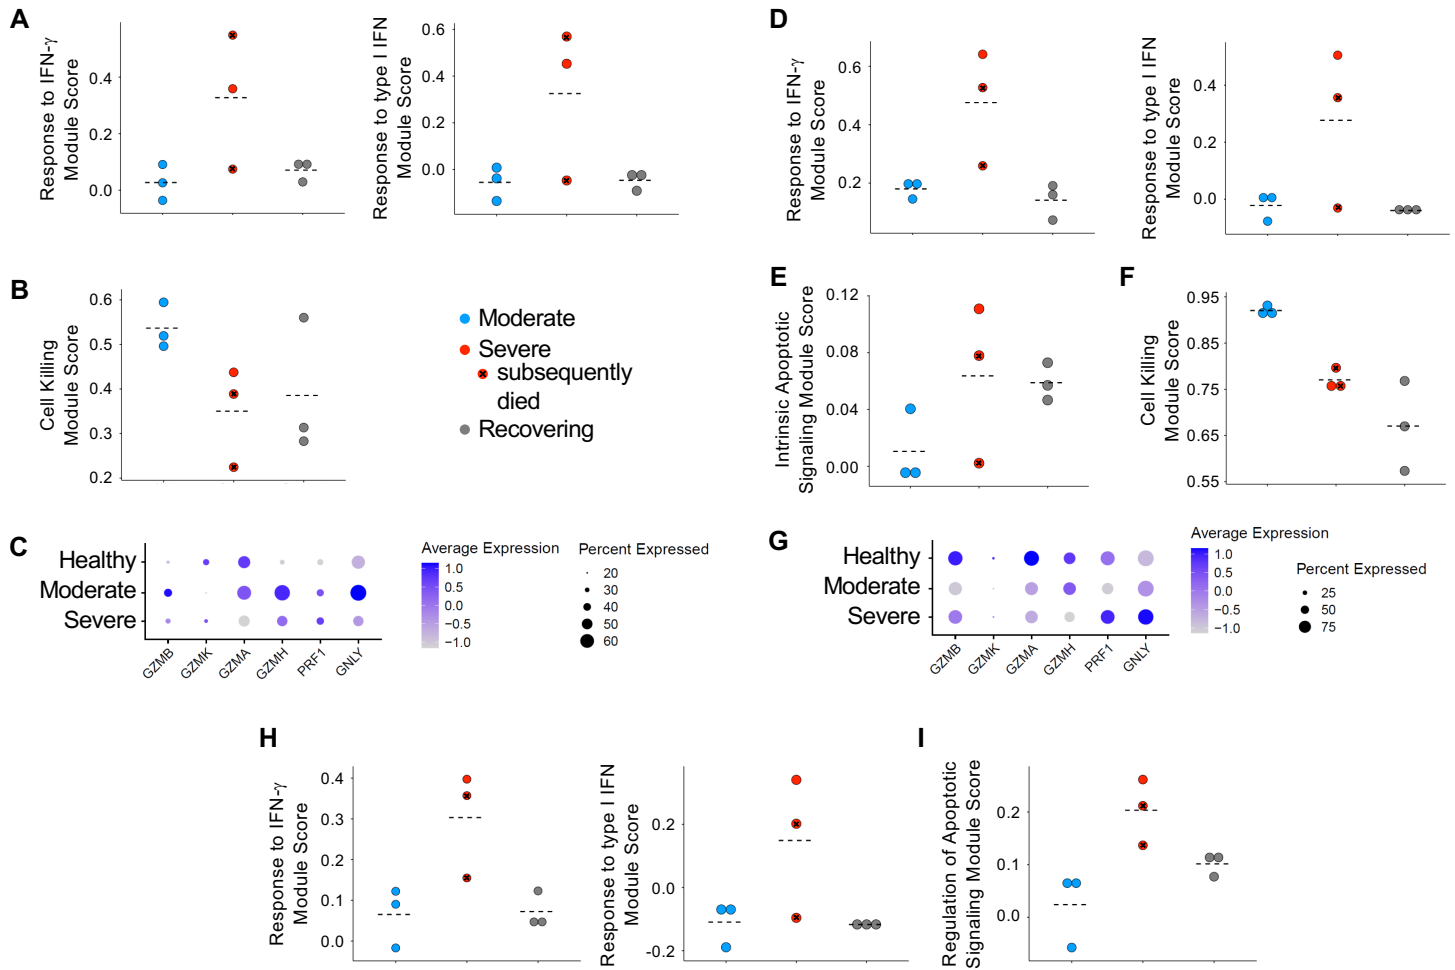 A
Response to IFN-γ
Module Score
0.4
0.2
0.0
Response to type I IFN
Module Score
0.6
0.4
0.2
0.0
D
Response to IFN-γ
Module Score
0.6
0.4
0.2
Response to type I IFN
Module Score
0.4
0.2
0.0
B
Cell Killing
Module Score
0.6
0.5
0.4
0.3
0.2
Moderate
Severe
subsequently
died
Recovering
E
Intrinsic Apoptotic
Signaling Module Score
0.12
0.08
0.04
0.00
F
Cell Killing
Module Score
0.95
0.85
0.75
0.65
0.55
C
Healthy
Moderate
Severe
GZMB
GZMK
GZMA
GZMH
PRF1
GNLY
Average Expression
1.0
0.5
0.0
−0.5
−1.0
Percent Expressed
20
30
40
50
60
G
Healthy
Moderate
Severe
GZMB
GZMK
GZMA
GZMH
PRF1
GNLY
Average Expression
1.0
0.5
0.0
−0.5
−1.0
Percent Expressed
25
50
75
H
Response to IFN-γ
Module Score
0.4
0.3
0.2
0.1
0.0
Response to type I IFN
Module Score
0.2
0.0
-0.2
I
Regulation of Apoptotic
Signaling Module Score
0.2
0.1
0.0